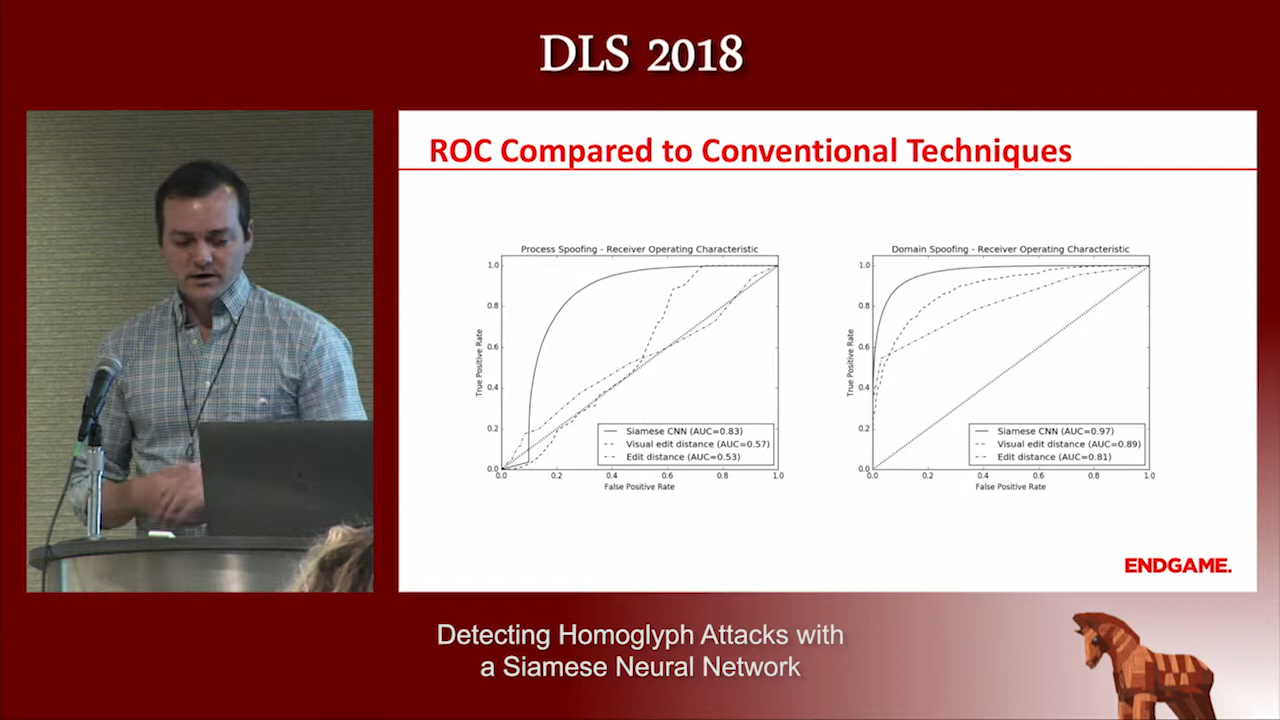 DLS 2018
ROC Compared to Conventional Techniques
Process Spoofing - Receiver Operating Characteristic
True Positive Rate
1.0
0.8
0.6
0.4
0.2
0.0
0.0 0.2 0.4 0.6 0.8 1.0
False Positive Rate
Siamese CNN (AUC=0.83)
Visual edit distance (AUC=0.57)
Edit distance (AUC=0.53)
Domain Spoofing - Receiver Operating Characteristic
True Positive Rate
1.0
0.8
0.6
0.4
0.2
0.0
0.0 0.2 0.4 0.6 0.8 1.0
False Positive Rate
Siamese CNN (AUC=0.97)
Visual edit distance (AUC=0.89)
Edit distance (AUC=0.81)
ENDGAME.
Detecting Homoglyph Attacks with
a Siamese Neural Network